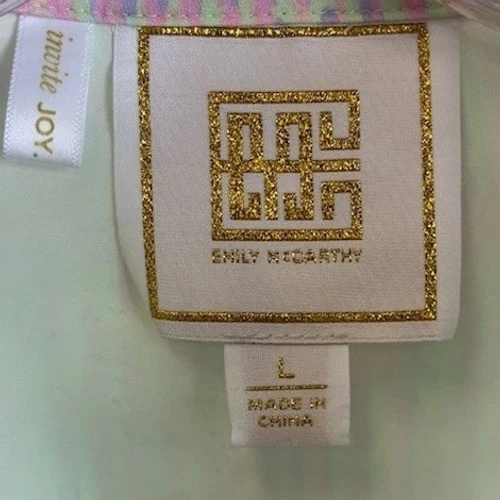 invite JOY.
EMILY McCARTHY
L
MADE IN
CHINA